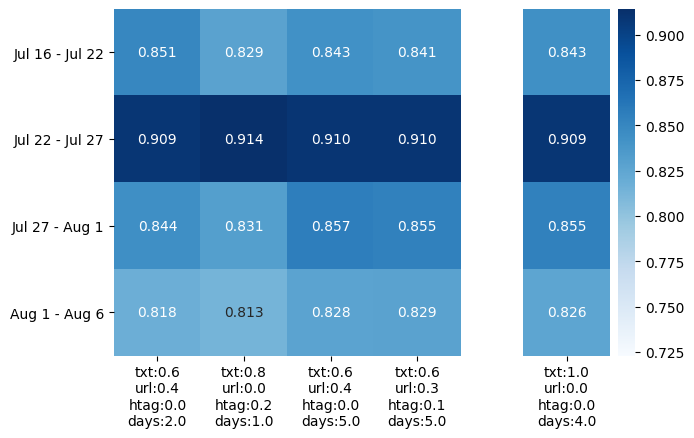 Jul 16 - Jul 22 0.851 0.829 0.843 0.841 0.843
Jul 22 - Jul 27 0.909 0.914 0.910 0.910 0.909
Jul 27 - Aug 1 0.844 0.831 0.857 0.855 0.855
Aug 1 - Aug 6 0.818 0.813 0.828 0.829 0.826
txt:0.6 txt:0.8 txt:0.6 txt:0.6 txt:1.0
url:0.4 url:0.0 url:0.4 url:0.3 url:0.0
htag:0.0 htag:0.2 htag:0.0 htag:0.1 htag:0.0
days:2.0 days:1.0 days:5.0 days:5.0 days:4.0
0.900
0.875
0.850
0.825
0.800
0.775
0.750
0.725